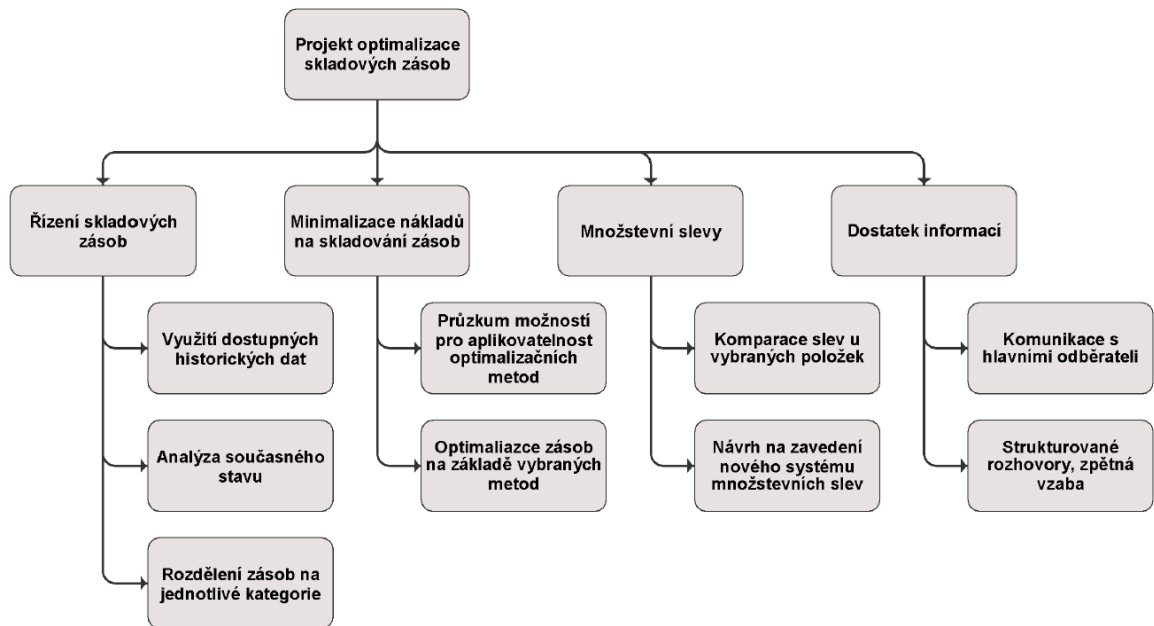 Projekt optimalizace
skladových zásob
Řízení skladových
zásob
Minimalizace nákladů
na skladování zásob
Množstevní slevy
Dostatek informací
Využití dostupných
historických dat
Průzkum možností
pro aplikovatelnost
optimalizačních
metod
Komparace slev u
vybraných položek
Komunikace s
hlavními odběrateli
Analýza současného
stavu
Optimaliazce zásob
na základě vybraných
metod
Návrh na zavedení
nového systému
množstevních slev
Strukturované
rozhovory, zpětná
vzaba
Rozdělení zásob na
jednotlivé kategorie